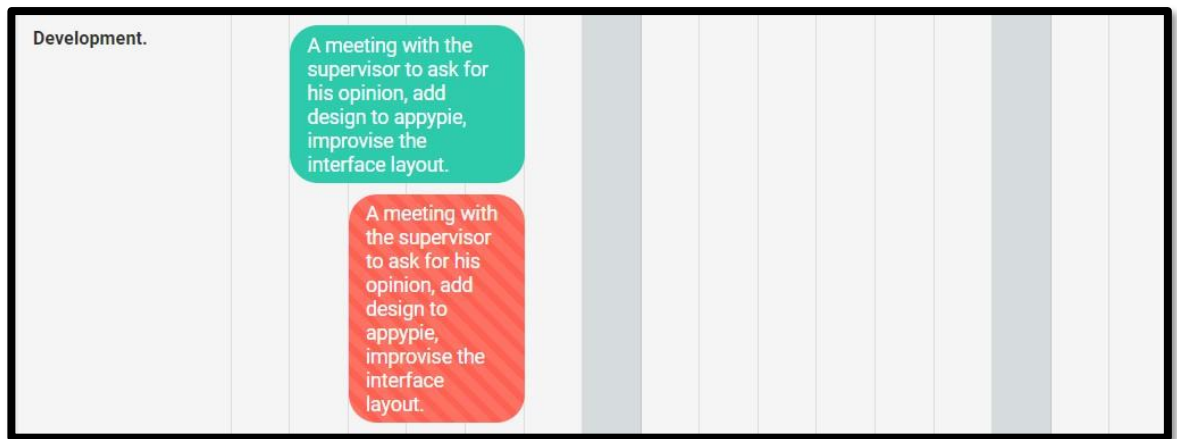 Development.
A meeting with the
supervisor to ask for
his opinion, add
design to appypie,
improvise the
interface layout.
A meeting with
the supervisor
to ask for his
opinion, add
design to
appypie,
improvise the
interface
layout.